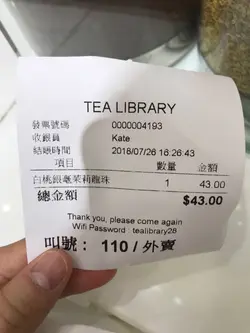 TEA LIBRARY
發票號碼 0000004193
收銀員 Kate
結賬時間 2018/07/26 18:26:43
項目 數量 金額
白桃銀毫茉莉龍珠 1 43.00
總金額 $43.00
Thank you, please come again
Wifi Password : tealibrary28
叫號： 110 / 外賣